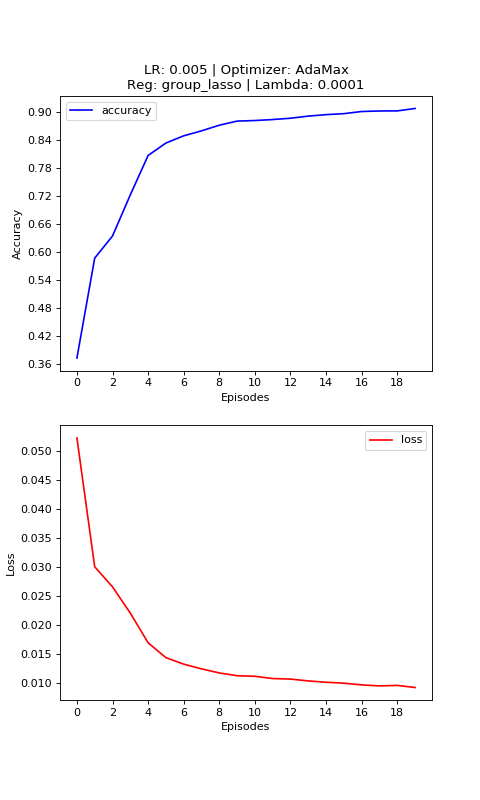 LR: 0.005 | Optimizer: AdaMax
Reg: group_lasso | Lambda: 0.0001
accuracy
0.90
0.84
0.78
0.72
0.66
0.60
0.54
0.48
0.42
0.36
Accuracy
0 2 4 6 8 10 12 14 16 18
Episodes
loss
0.050
0.045
0.040
0.035
0.030
0.025
0.020
0.015
0.010
Loss
0 2 4 6 8 10 12 14 16 18
Episodes